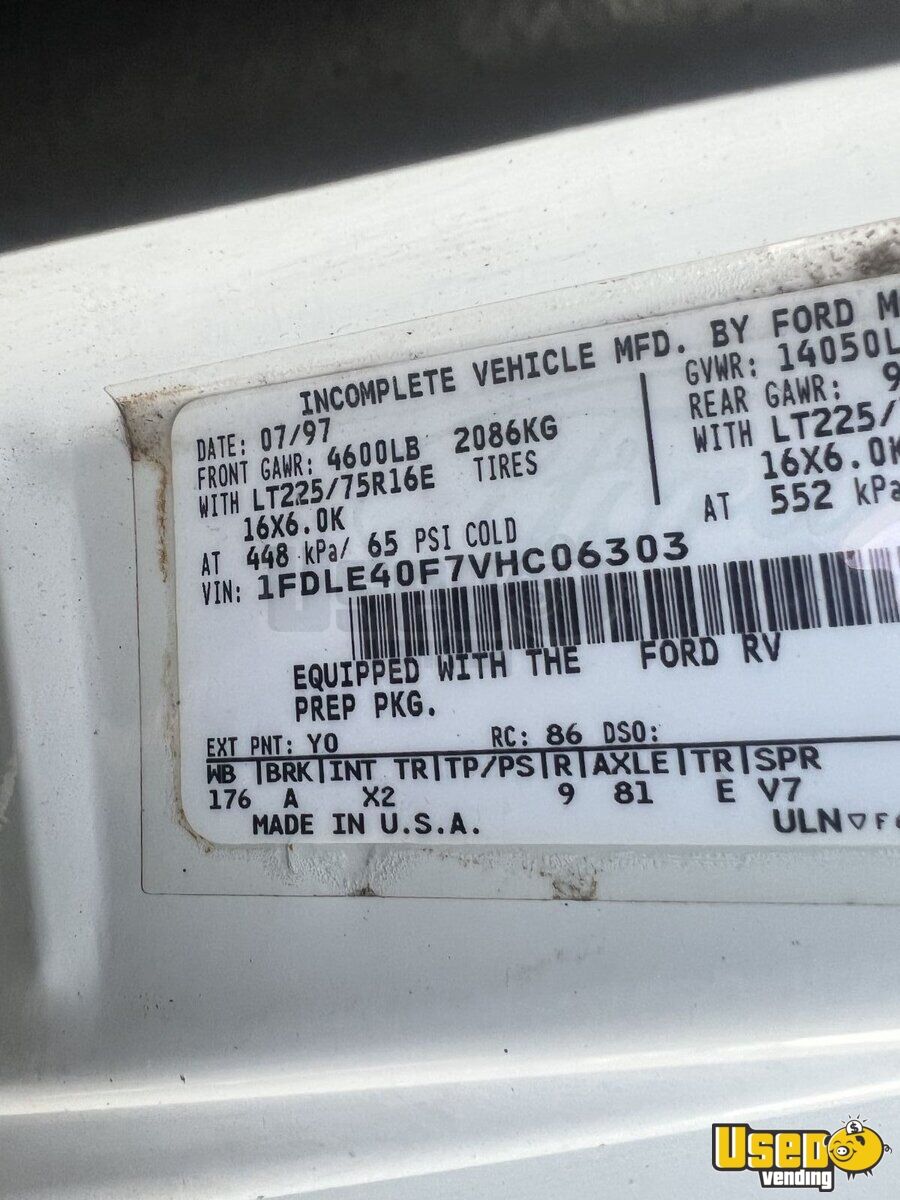 INCOMPLETE VEHICLE MFD. BY FORD M
DATE: 07/97
GVWR: 14050L
FRONT GAWR: 4600LB 2086KG
REAR GAWR: 9
WITH LT225/75R16E TIRES
WITH LT225/
16X6.0K
16X6.0K
AT 448 kPa/ 65 PSI COLD
AT 552 kPa
VIN: 1FDLE40F7VHC06303
EQUIPPED WITH THE FORD RV
PREP PKG.
EXT PNT: YO RC: 86 DSO:
WB |BRK|INT TR|TP/PS|R|AXLE|TR|SPR
176 A X2 9 81 E V7
MADE IN U.S.A.
ULN
Used
vending